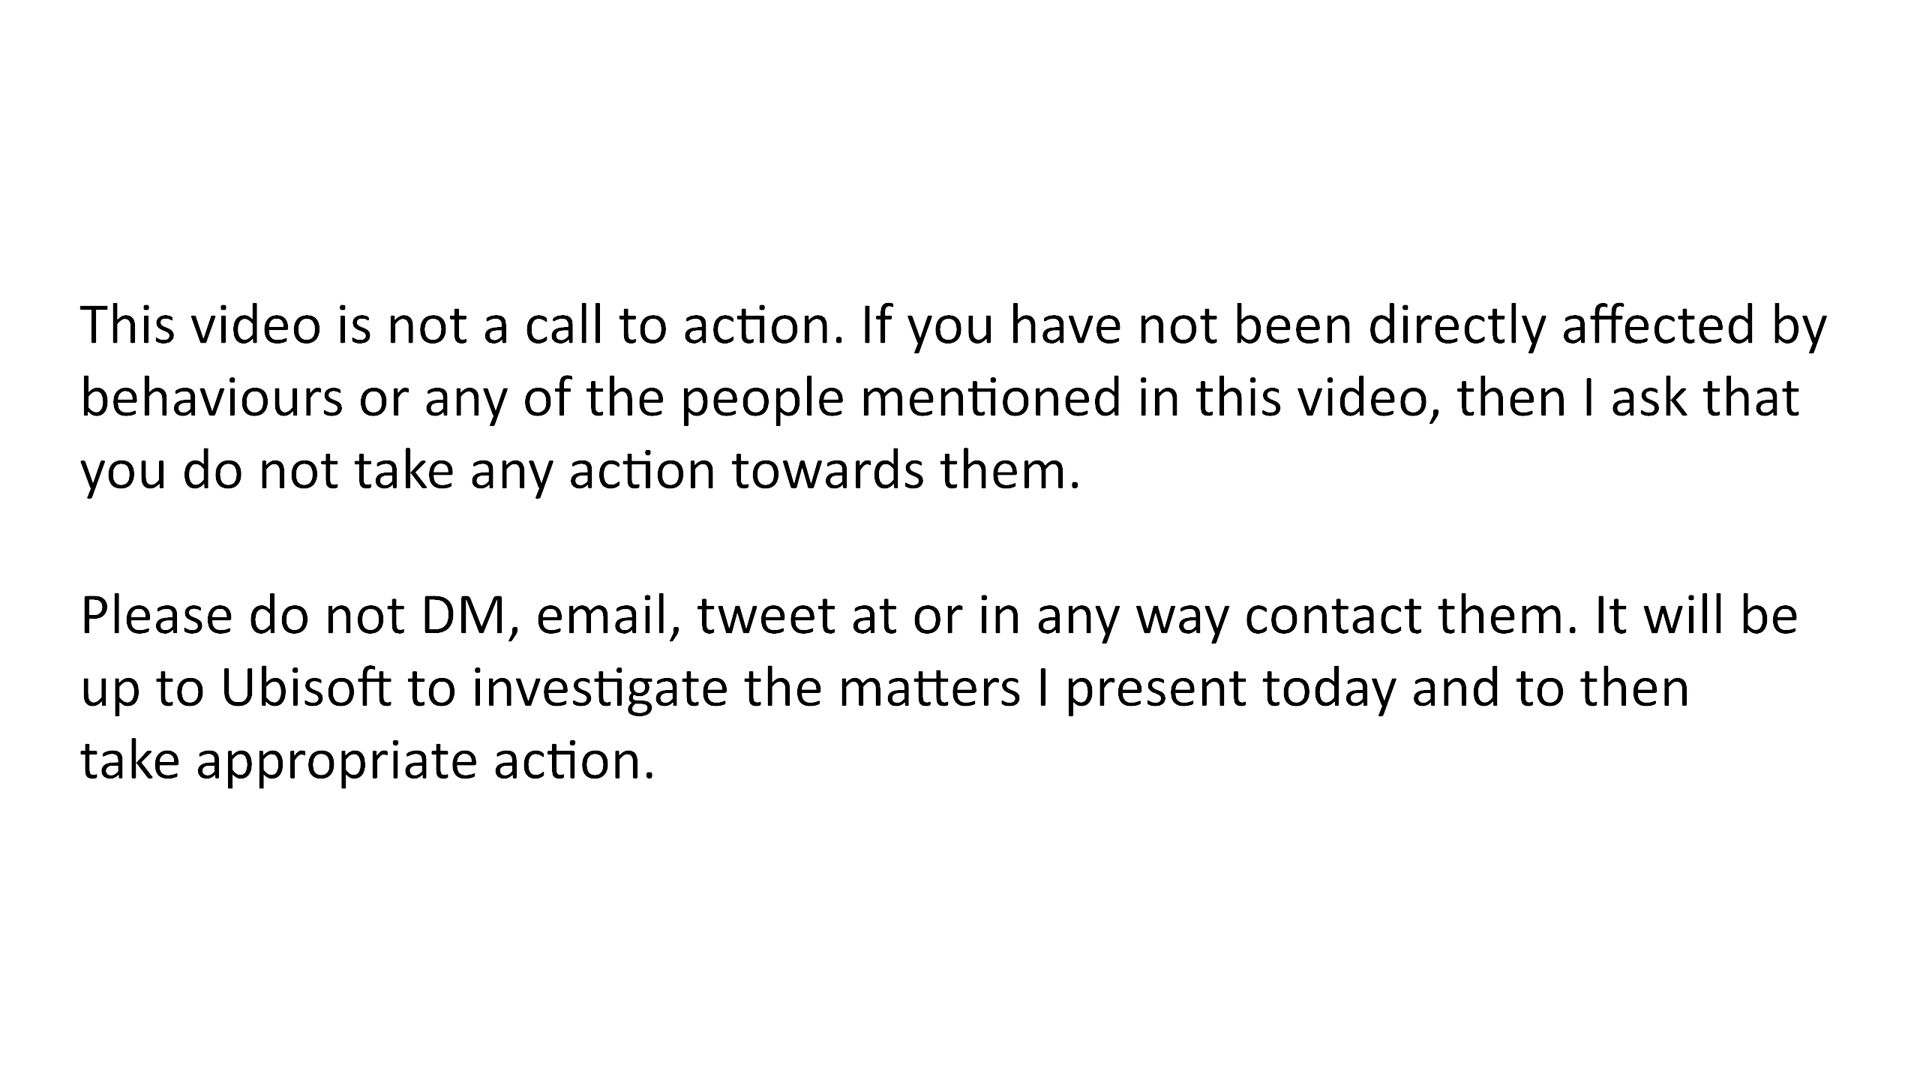 This video is not a call to action. If you have not been directly affected by
behaviours or any of the people mentioned in this video, then I ask that
you do not take any action towards them.
Please do not DM, email, tweet at or in any way contact them. It will be
up to Ubisoft to investigate the matters I present today and to then
take appropriate action.